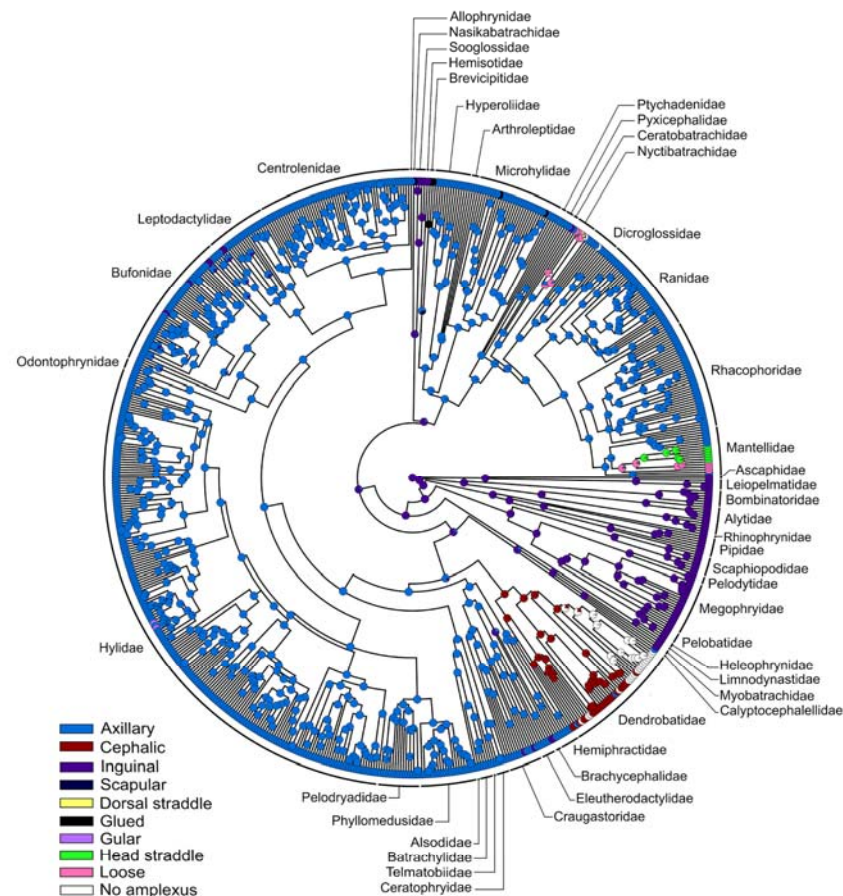 Allophrynidae
Nasikabatrachidae
Sooglossidae
Hemisotidae
Brevicipitidae
Hyperoliidae
Arthroleptidae
Microhylidae
Ptychadenidae
Pyxicephalidae
Ceratobatrachidae
Nyctibatrachidae
Dicroglossidae
Ranidae
Rhacophoridae
Mantellidae
Ascaphidae
Leiopelmatidae
Bombinatoridae
Alytidae
Rhinophrynidae
Pipidae
Scaphiopodidae
Pelodytidae
Megophryidae
Pelobatidae
Heleophrynidae
Limnodynastidae
Myobatrachidae
Calyptocephalellidae
Dendrobatidae
Hemiphractidae
Brachycephalidae
Eleutherodactylidae
Craugastoridae
Alsodidae
Batrachylidae
Telmatobiidae
Ceratophryidae
Phyllomedusidae
Pelodryadidae
Hylidae
Odontophrynidae
Bufonidae
Leptodactylidae
Centrolenidae
Axillary
Cephalic
Inguinal
Scapular
Dorsal straddle
Glued
Gular
Head straddle
Loose
No amplexus